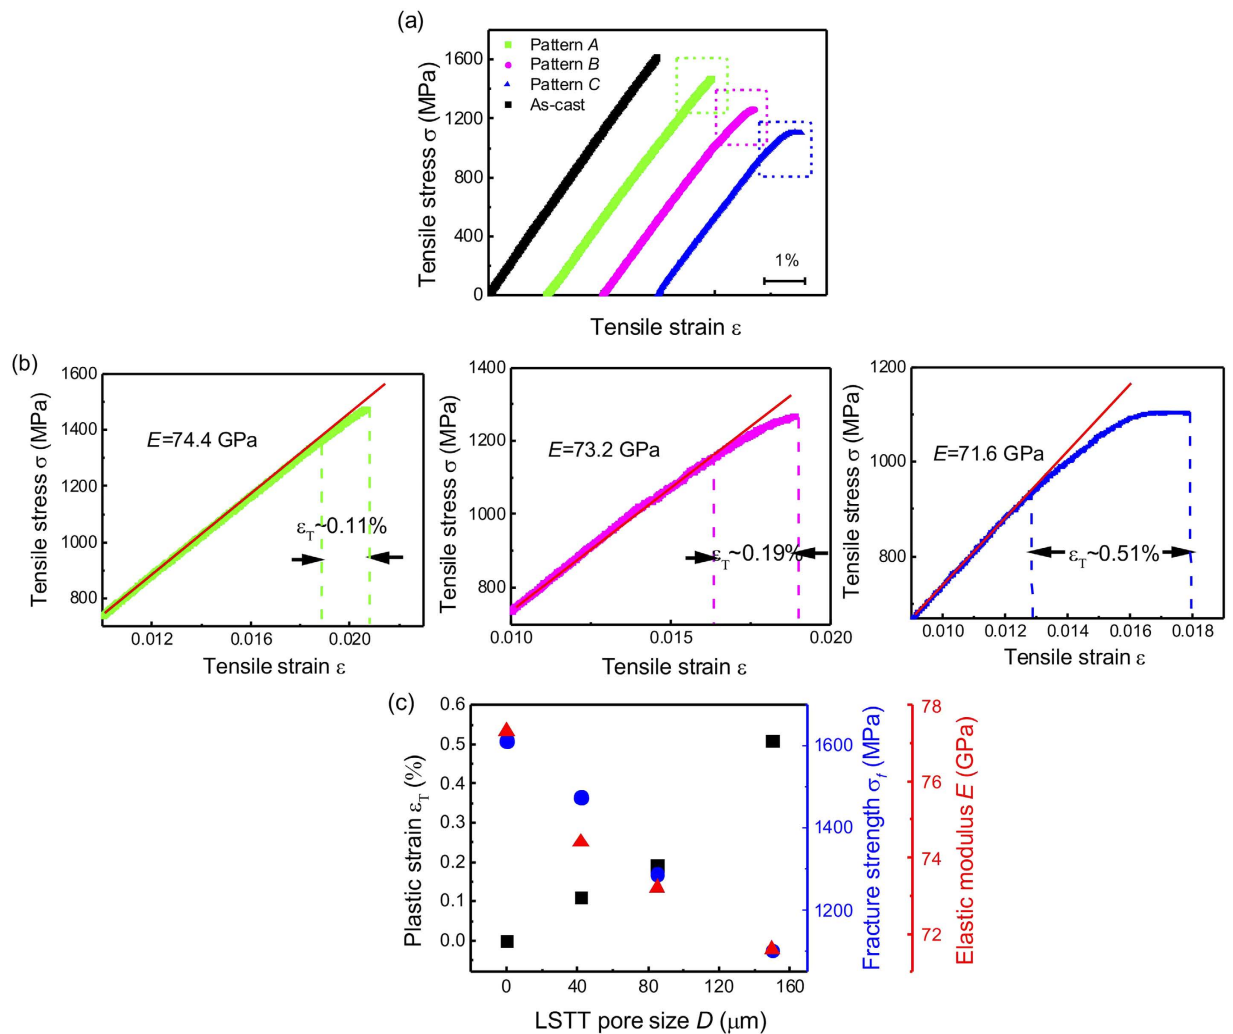 (a)
Pattern A
Pattern B
Pattern C
As-cast
1600
1200
800
400
0
Tensile stress σ (MPa)
1%
Tensile strain ε
(b)
1600
1400
1200
1000
800
Tensile stress σ (MPa)
E=74.4 GPa
ε_T~0.11%
0.012 0.016 0.020
Tensile strain ε
1400
1200
1000
800
Tensile stress σ (MPa)
E=73.2 GPa
ε_T~0.19%
0.010 0.015 0.020
Tensile strain ε
1200
1000
800
Tensile stress σ (MPa)
E=71.6 GPa
ε_T~0.51%
0.010 0.012 0.014 0.016 0.018
Tensile strain ε
(c)
0.6
0.5
0.4
0.3
0.2
0.1
0.0
Plastic strain ε_T (%)
0 40 80 120 160
LSTT pore size D (μm)
1600
1400
1200
Fracture strength σ_f (MPa)
78
76
74
72
Elastic modulus E (GPa)